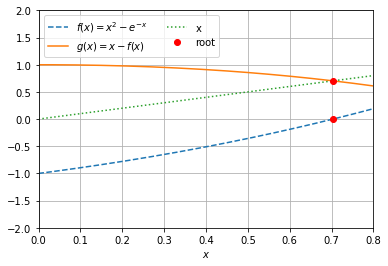 f(x) = x² − e⁻ˣ
g(x) = x − f(x)
x
root
2.0
1.5
1.0
0.5
0.0
−0.5
−1.0
−1.5
−2.0
0.0 0.1 0.2 0.3 0.4 0.5 0.6 0.7 0.8
x